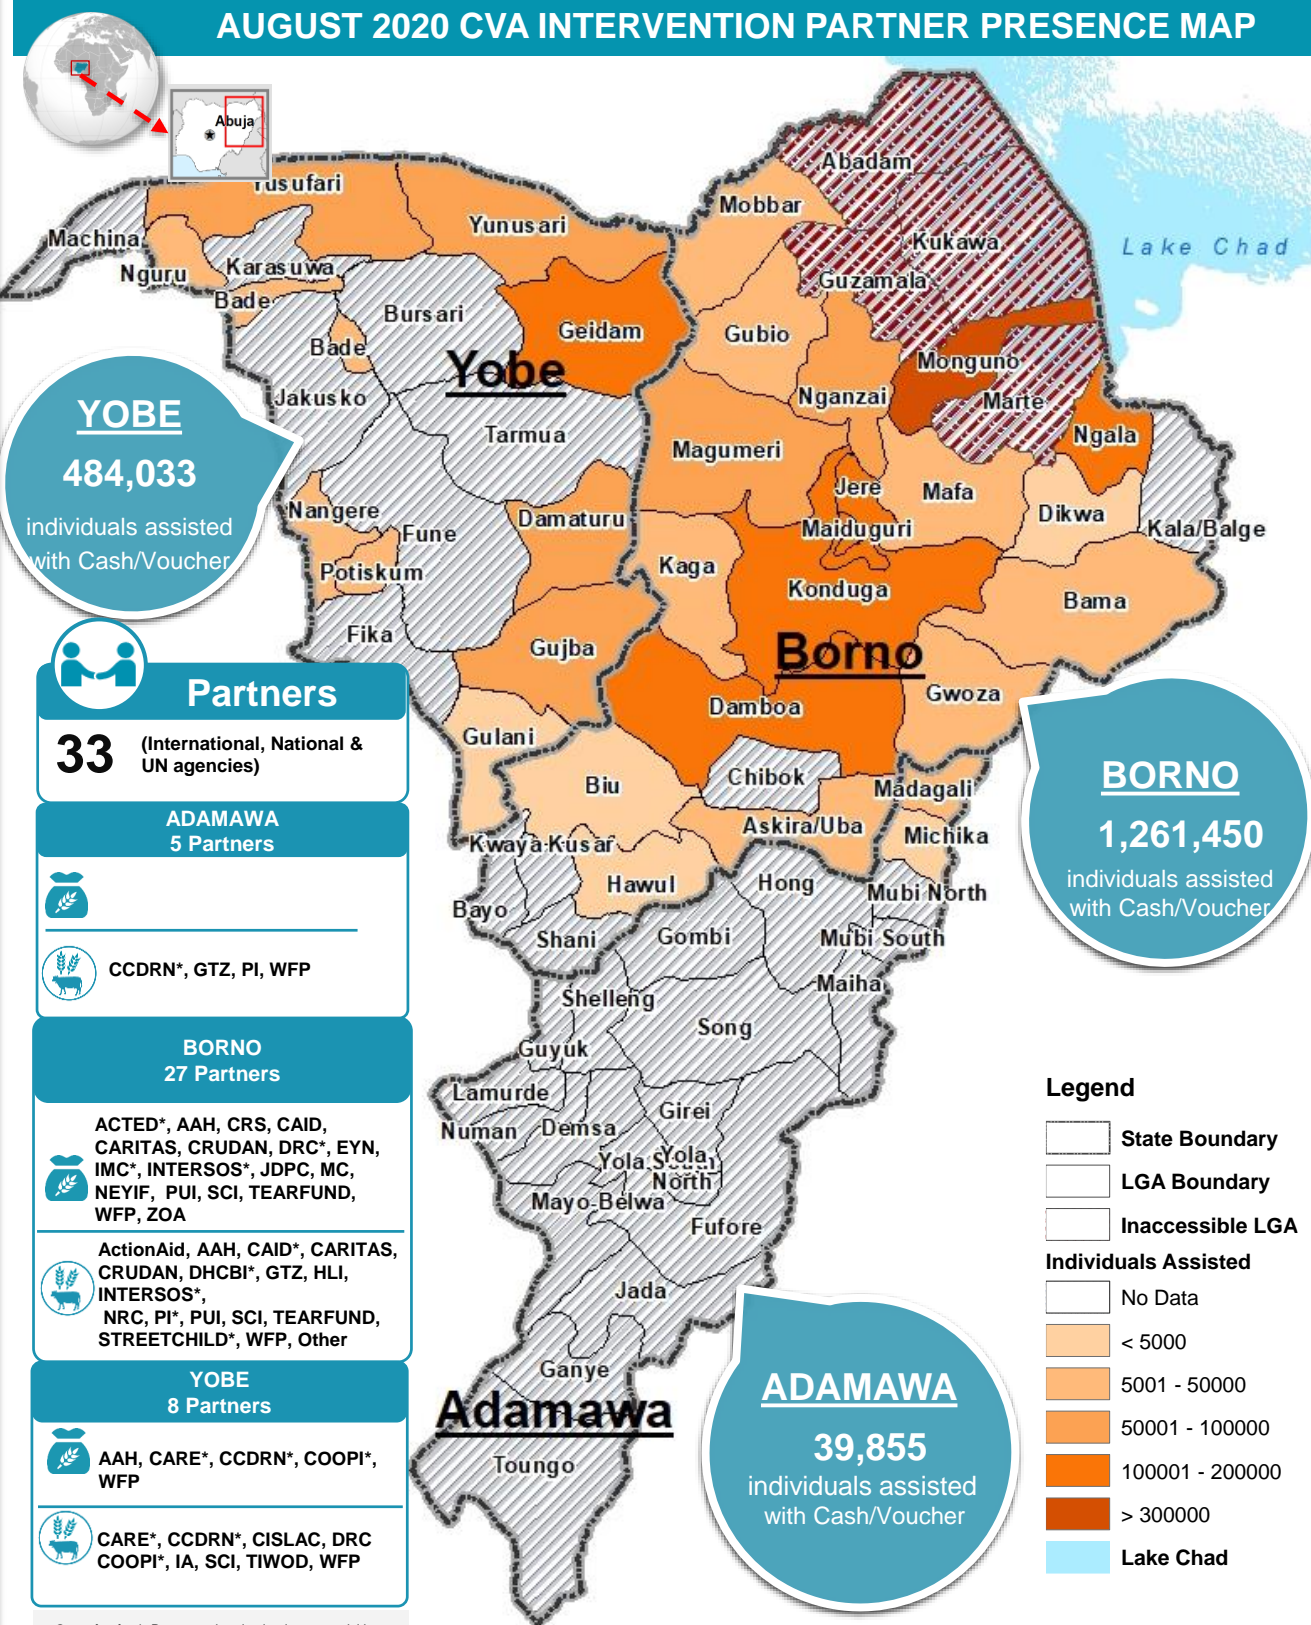 AUGUST 2020 CVA INTERVENTION PARTNER PRESENCE MAP
Abuja
Lake Chad
Yusufari
Machina
Nguru
Karasuwa
Yunusari
Bade
Bursari
Geidam
Bade
Yobe
Jakusko
Tarmua
Nangere
Fune
Damaturu
Potiskum
Fika
Gujba
Gulani
Abadam
Mobbar
Kukawa
Guzamala
Gubio
Monguno
Nganzai
Marte
Ngala
Magumeri
Jere
Mafa
Dikwa
Maiduguri
Kala/Balge
Kaga
Konduga
Bama
Borno
Gwoza
Damboa
Chibok
Biu
Madagali
Askira/Uba
Michika
Kwaya Kusar
Hawul
Hong
Mubi North
Bayo
Shani
Gombi
Mubi South
Maiha
Shelleng
Song
Guyuk
Lamurde
Girei
Numan
Demsa
Yola South
Yola
North
Mayo-Belwa
Fufore
Jada
Ganye
Adamawa
Toungo
YOBE
484,033
individuals assisted
with Cash/Voucher
BORNO
1,261,450
individuals assisted
with Cash/Voucher
ADAMAWA
39,855
individuals assisted
with Cash/Voucher
Partners
33
(International, National &
UN agencies)
ADAMAWA
5 Partners
CCDRN*, GTZ, PI, WFP
BORNO
27 Partners
ACTED*, AAH, CRS, CAID,
CARITAS, CRUDAN, DRC*, EYN,
IMC*, INTERSOS*, JDPC, MC,
NEYIF, PUI, SCI, TEARFUND,
WFP, ZOA
ActionAid, AAH, CAID*, CARITAS,
CRUDAN, DHCBI*, GTZ, HLI,
INTERSOS*,
NRC, PI*, PUI, SCI, TEARFUND,
STREETCHILD*, WFP, Other
YOBE
8 Partners
AAH, CARE*, CCDRN*, COOPI*,
WFP
CARE*, CCDRN*, CISLAC, DRC
COOPI*, IA, SCI, TIWOD, WFP
Legend
State Boundary
LGA Boundary
Inaccessible LGA
Individuals Assisted
No Data
< 5000
5001 - 50000
50001 - 100000
100001 - 200000
> 300000
Lake Chad